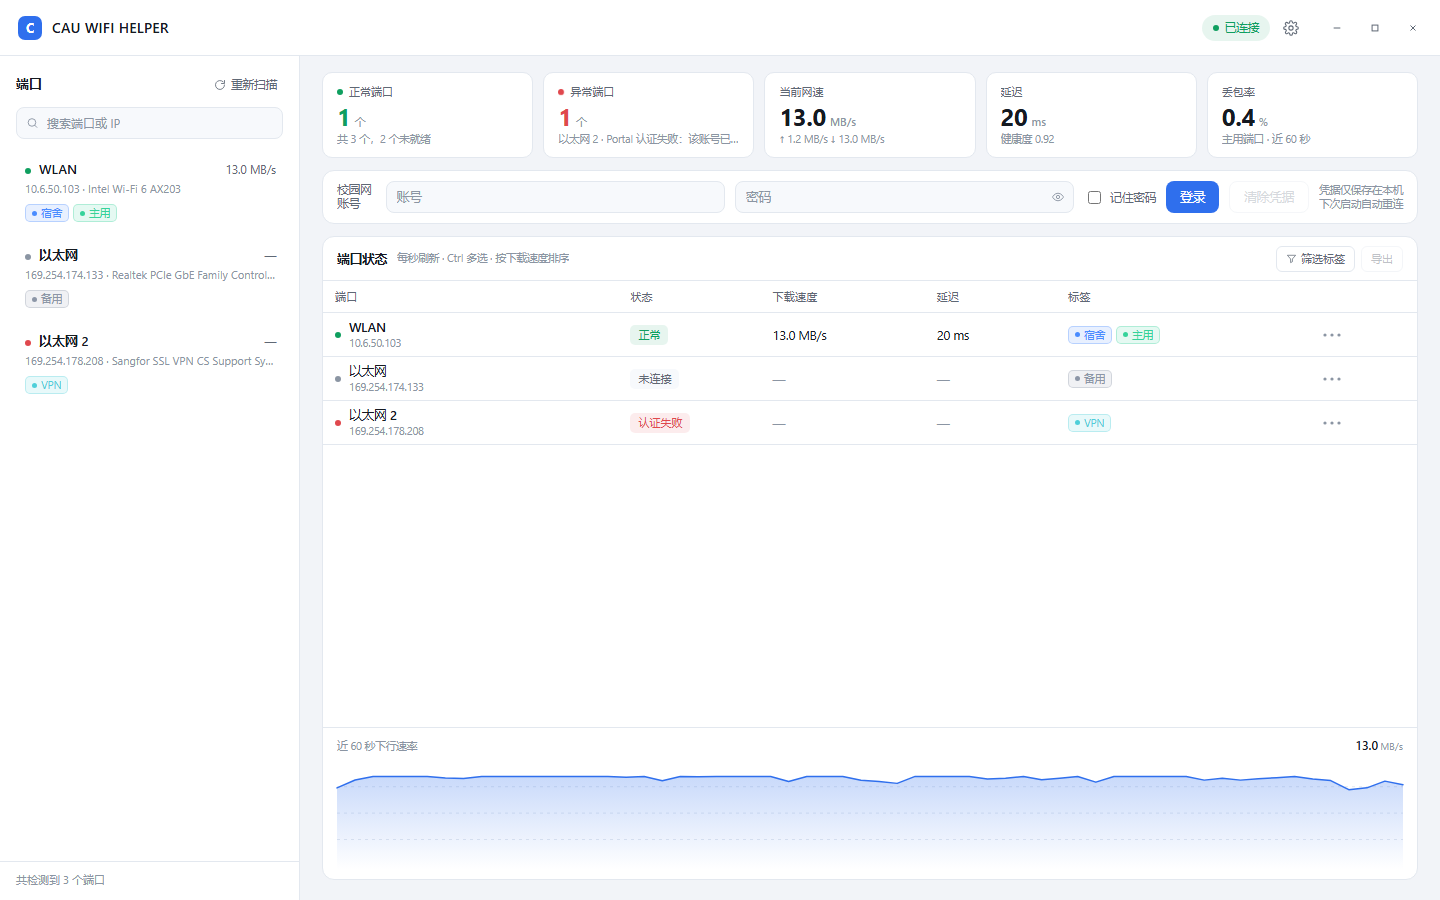 C CAU WIFI HELPER
已连接
端口
重新扫描
搜索端口或 IP
WLAN
13.0 MB/s
10.6.50.103 · Intel Wi-Fi 6 AX203
宿舍
主用
以太网
—
169.254.174.133 · Realtek PCIe GbE Family Control...
备用
以太网 2
—
169.254.178.208 · Sangfor SSL VPN CS Support Sy...
VPN
共检测到 3 个端口
正常端口
1 个
共 3 个，2 个未就绪
异常端口
1 个
以太网 2 · Portal 认证失败：该账号已...
当前网速
13.0 MB/s
↑ 1.2 MB/s ↓ 13.0 MB/s
延迟
20 ms
健康度 0.92
丢包率
0.4 %
主用端口 · 近 60 秒
校园网
账号
账号
密码
记住密码
登录
清除凭据
凭据仅保存在本机
下次启动自动重连
端口状态
每秒刷新 · Ctrl 多选 · 按下载速度排序
筛选标签
导出
端口 状态 下载速度 延迟 标签
WLAN
10.6.50.103
正常 13.0 MB/s 20 ms 宿舍 主用
以太网
169.254.174.133
未连接 — — 备用
以太网 2
169.254.178.208
认证失败 — — VPN
近 60 秒下行速率
13.0 MB/s